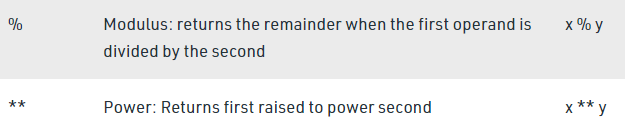 % Modulus: returns the remainder when the first operand is x % y
divided by the second
** Power: Returns first raised to power second x ** y